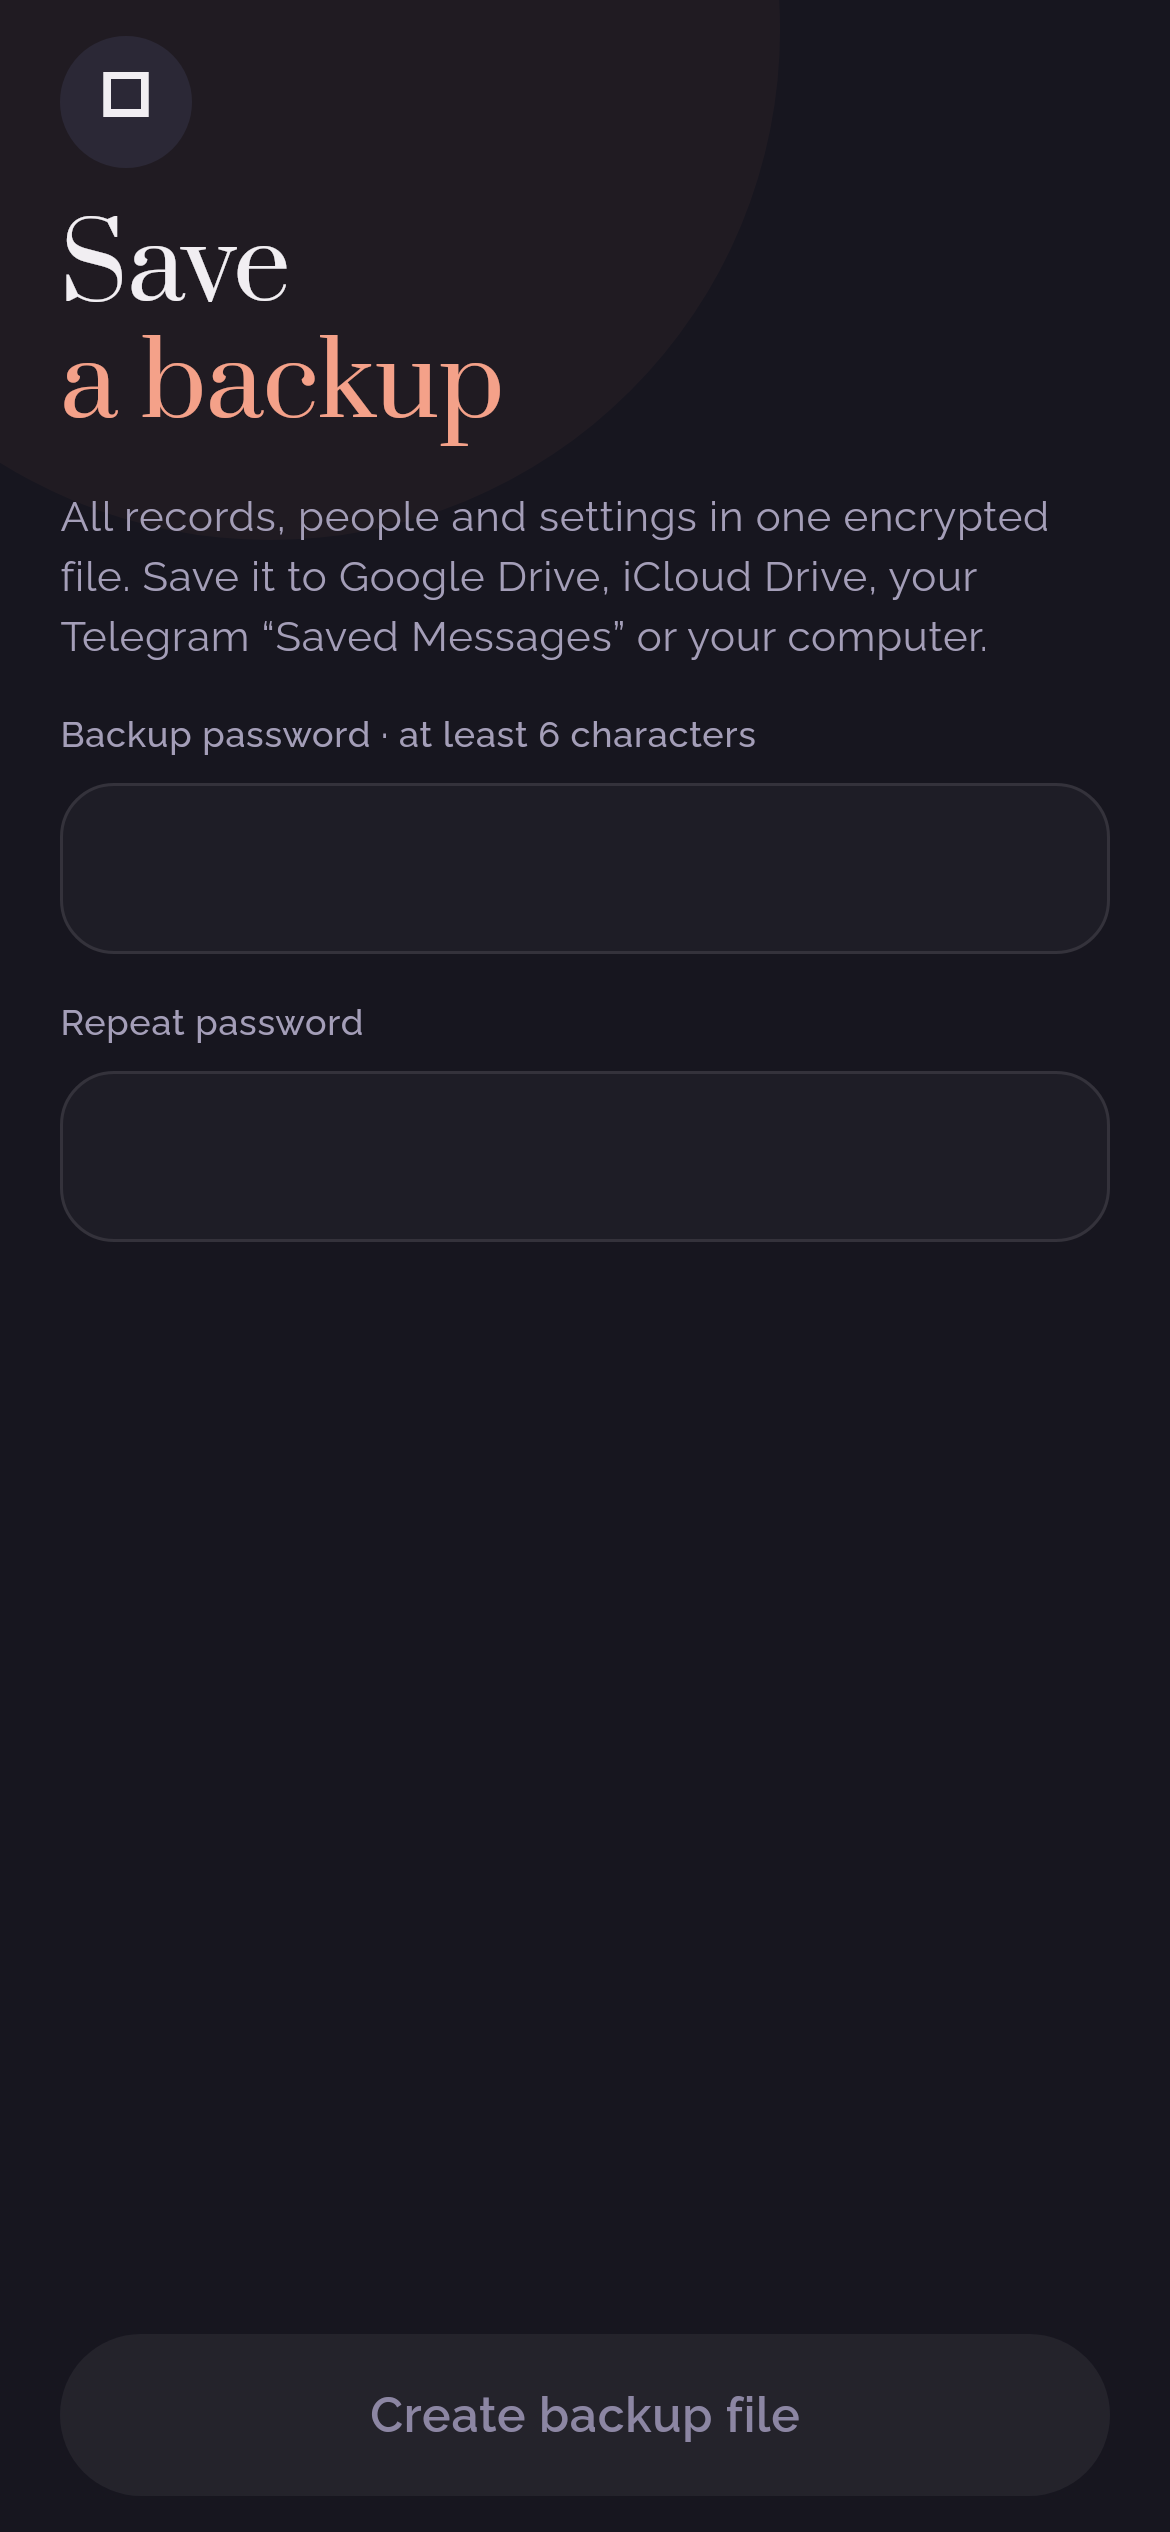 Save
a backup
All records, people and settings in one encrypted
file. Save it to Google Drive, iCloud Drive, your
Telegram “Saved Messages” or your computer.
Backup password · at least 6 characters
Repeat password
Create backup file